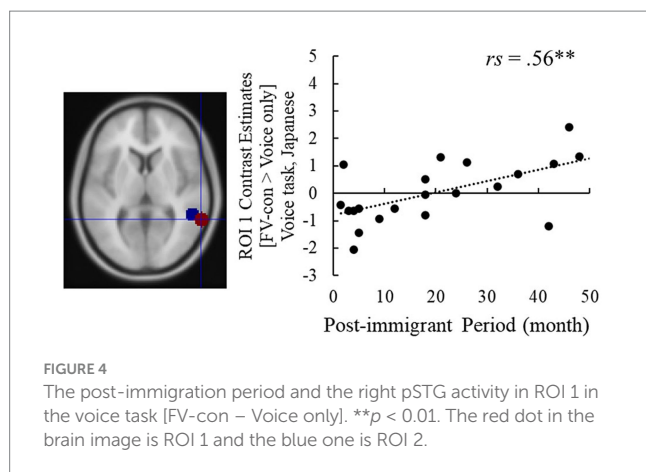 rs = .56**
ROI 1 Contrast Estimates
[FV-con > Voice only]
Voice task, Japanese
5
4
3
2
1
0
-1
-2
-3
0 10 20 30 40 50
Post-immigrant Period (month)
FIGURE 4
The post-immigration period and the right pSTG activity in ROI 1 in
the voice task [FV-con – Voice only]. **p < 0.01. The red dot in the
brain image is ROI 1 and the blue one is ROI 2.